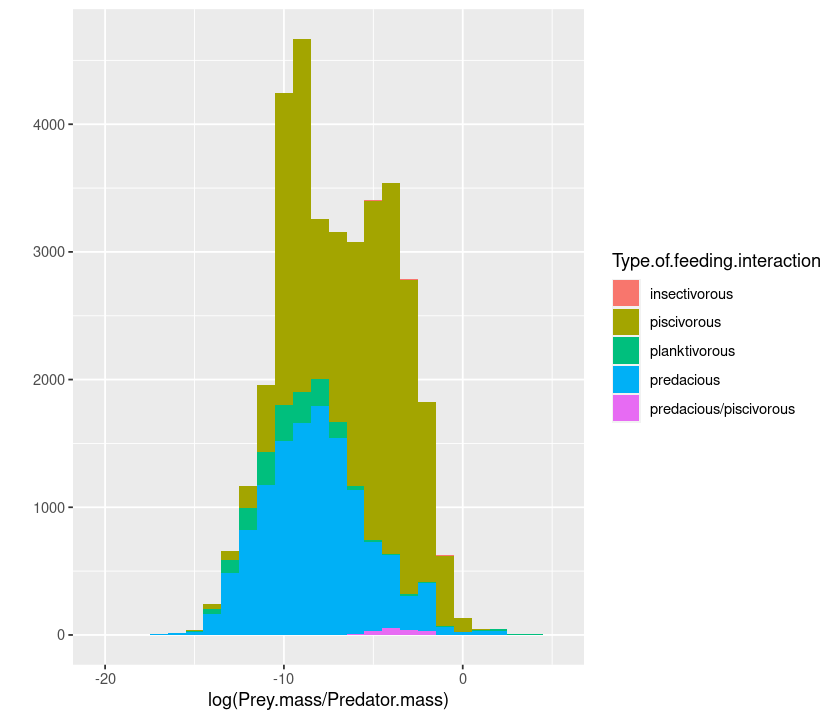 4000
3000
2000
1000
0
-20
-10
0
log(Prey.mass/Predator.mass)
Type.of.feeding.interaction
insectivorous
piscivorous
planktivorous
predacious
predacious/piscivorous